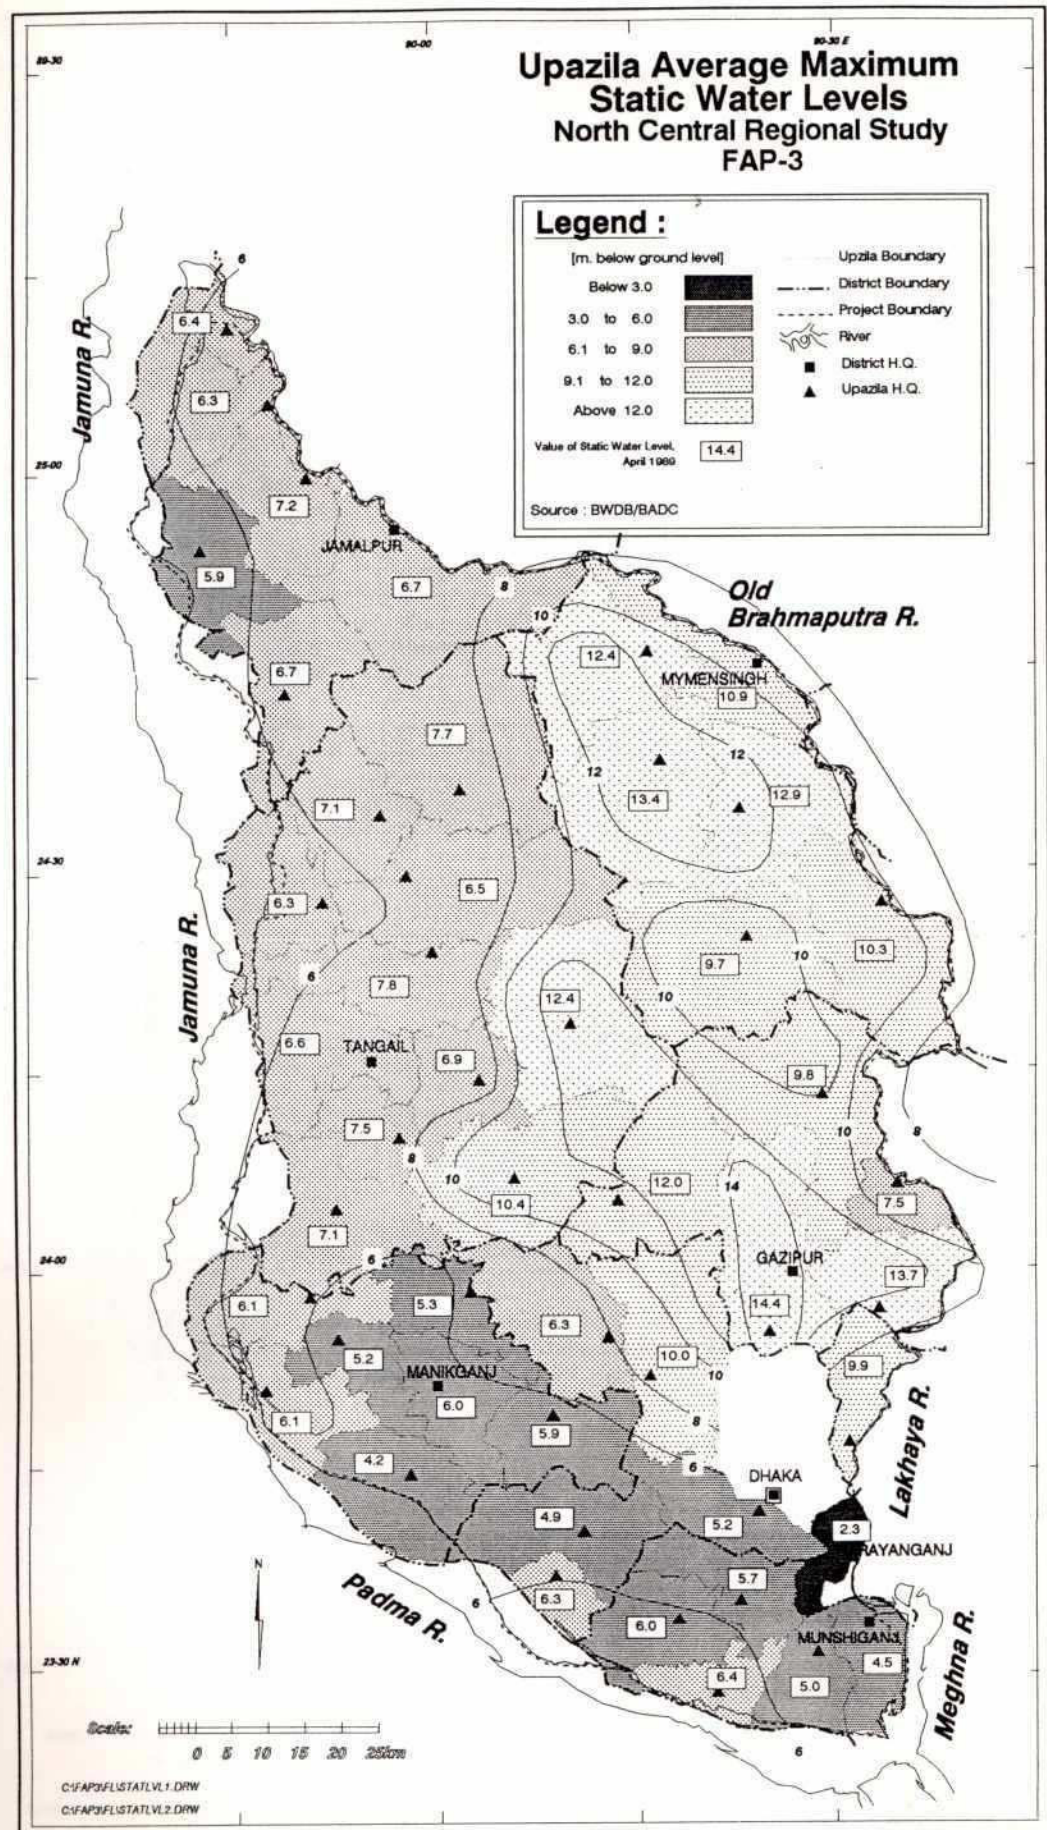 90-00
90-30 E
Upazila Average Maximum
Static Water Levels
North Central Regional Study
FAP-3
Legend :
[m. below ground level]
Below 3.0
3.0 to 6.0
6.1 to 9.0
9.1 to 12.0
Above 12.0
Value of Static Water Level,
April 1989
14.4
Source : BWDB/BADC
Upzila Boundary
District Boundary
Project Boundary
River
District H.Q.
Upazila H.Q.
6
6.4
Jamuna R.
6.3
25-00
7.2
JAMALPUR
5.9
6.7
8
10
Old
Brahmaputra R.
12.4
MYMENSINGH
10.9
6.7
7.7
12
12
13.4
12.9
7.1
24-30
6.5
6.3
10.3
9.7
10
10
Jamuna R.
6
7.8
12.4
6.6
TANGAIL
6.9
9.8
7.5
8
10
10
8
10.4
12.0
14
7.5
7.1
24-00
6
GAZIPUR
13.7
6.1
5.3
6.3
14.4
5.2
10.0
10
9.9
MANIKGANJ
6.0
6.1
5.9
8
Lakhaya R.
4.2
6
DHAKA
4.9
5.2
2.3
RAYANGANJ
5.7
N
Padma R.
6
6.3
6.0
MUNSHIGANJ
4.5
6.4
5.0
Meghna R.
23-30 N
6
Scale:
0 5 10 15 20 25km
C:\FAP3\FL\STATLVL1.DRW
C:\FAP3\FL\STATLVL2.DRW